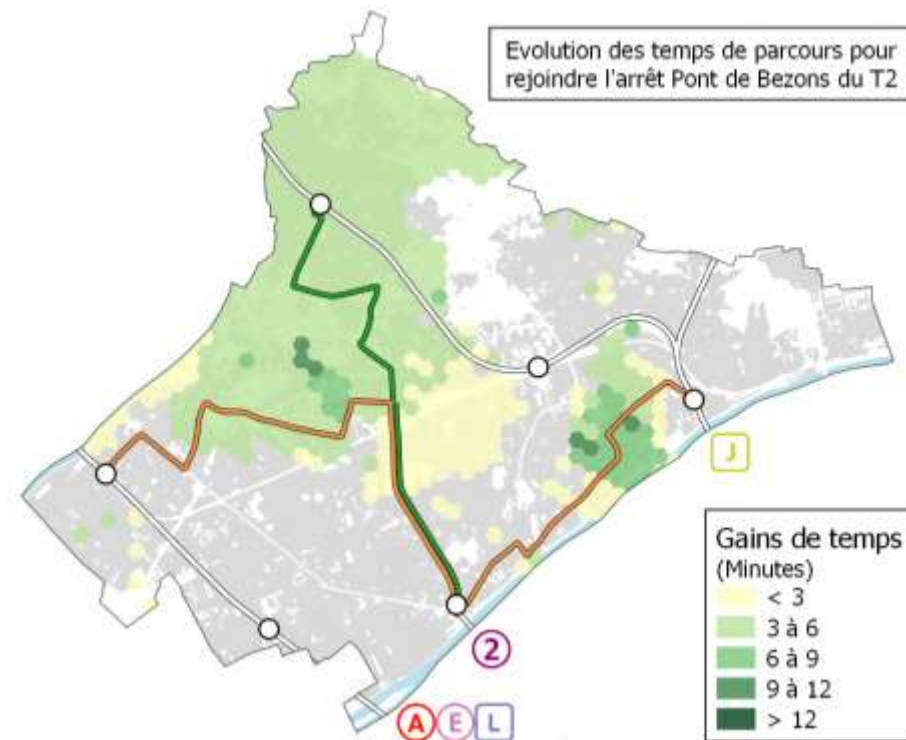 Evolution des temps de parcours pour
rejoindre l'arrêt Pont de Bezons du T2
J
2
A E L
Gains de temps
(Minutes)
< 3
3 à 6
6 à 9
9 à 12
> 12